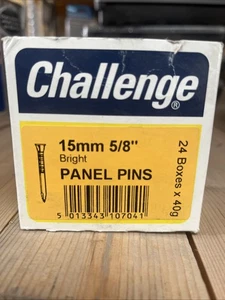 Challenge®
15mm 5/8"
Bright
PANEL PINS
5 013343 107041
24 Boxes x 40g